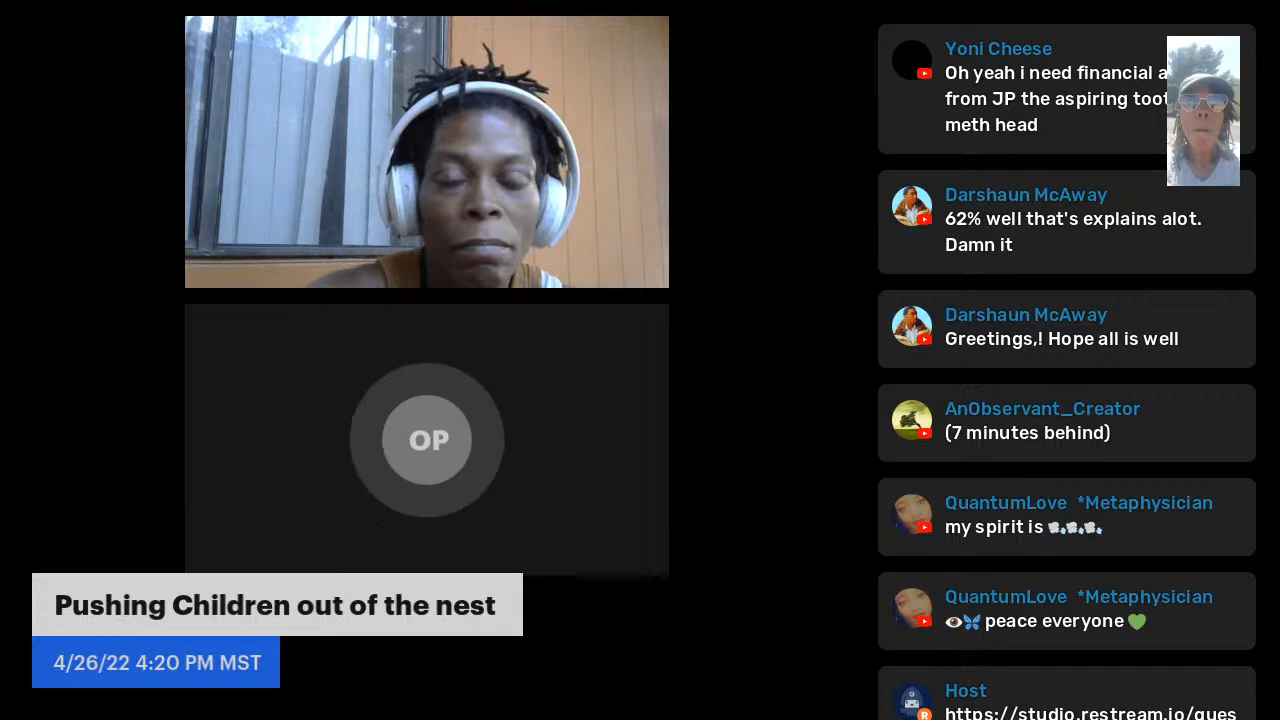 Yoni Cheese
Oh yeah i need financial a
from JP the aspiring toot
meth head
Darshaun McAway
62% well that's explains alot.
Damn it
Darshaun McAway
Greetings,! Hope all is well
AnObservant_Creator
(7 minutes behind)
QuantumLove *Metaphysician
my spirit is
QuantumLove *Metaphysician
peace everyone
Host
https://studio.restream.io/gues
OP
Pushing Children out of the nest
4/26/22 4:20 PM MST